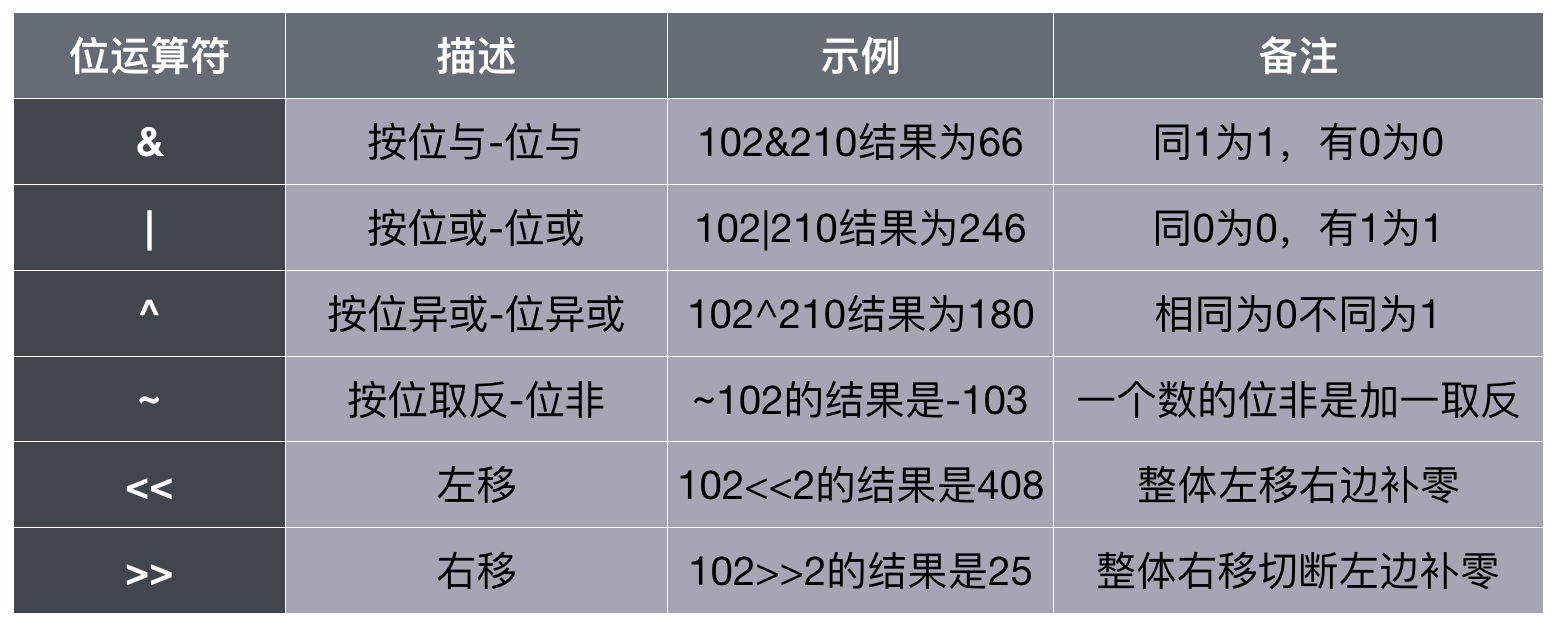 位运算符 描述 示例 备注
& 按位与-位与 102&210结果为66 同1为1，有0为0
| 按位或-位或 102|210结果为246 同0为0，有1为1
^ 按位异或-位异或 102^210结果为180 相同为0不同为1
~ 按位取反-位非 ~102的结果是-103 一个数的位非是加一取反
<< 左移 102<<2的结果是408 整体左移右边补零
>> 右移 102>>2的结果是25 整体右移切断左边补零